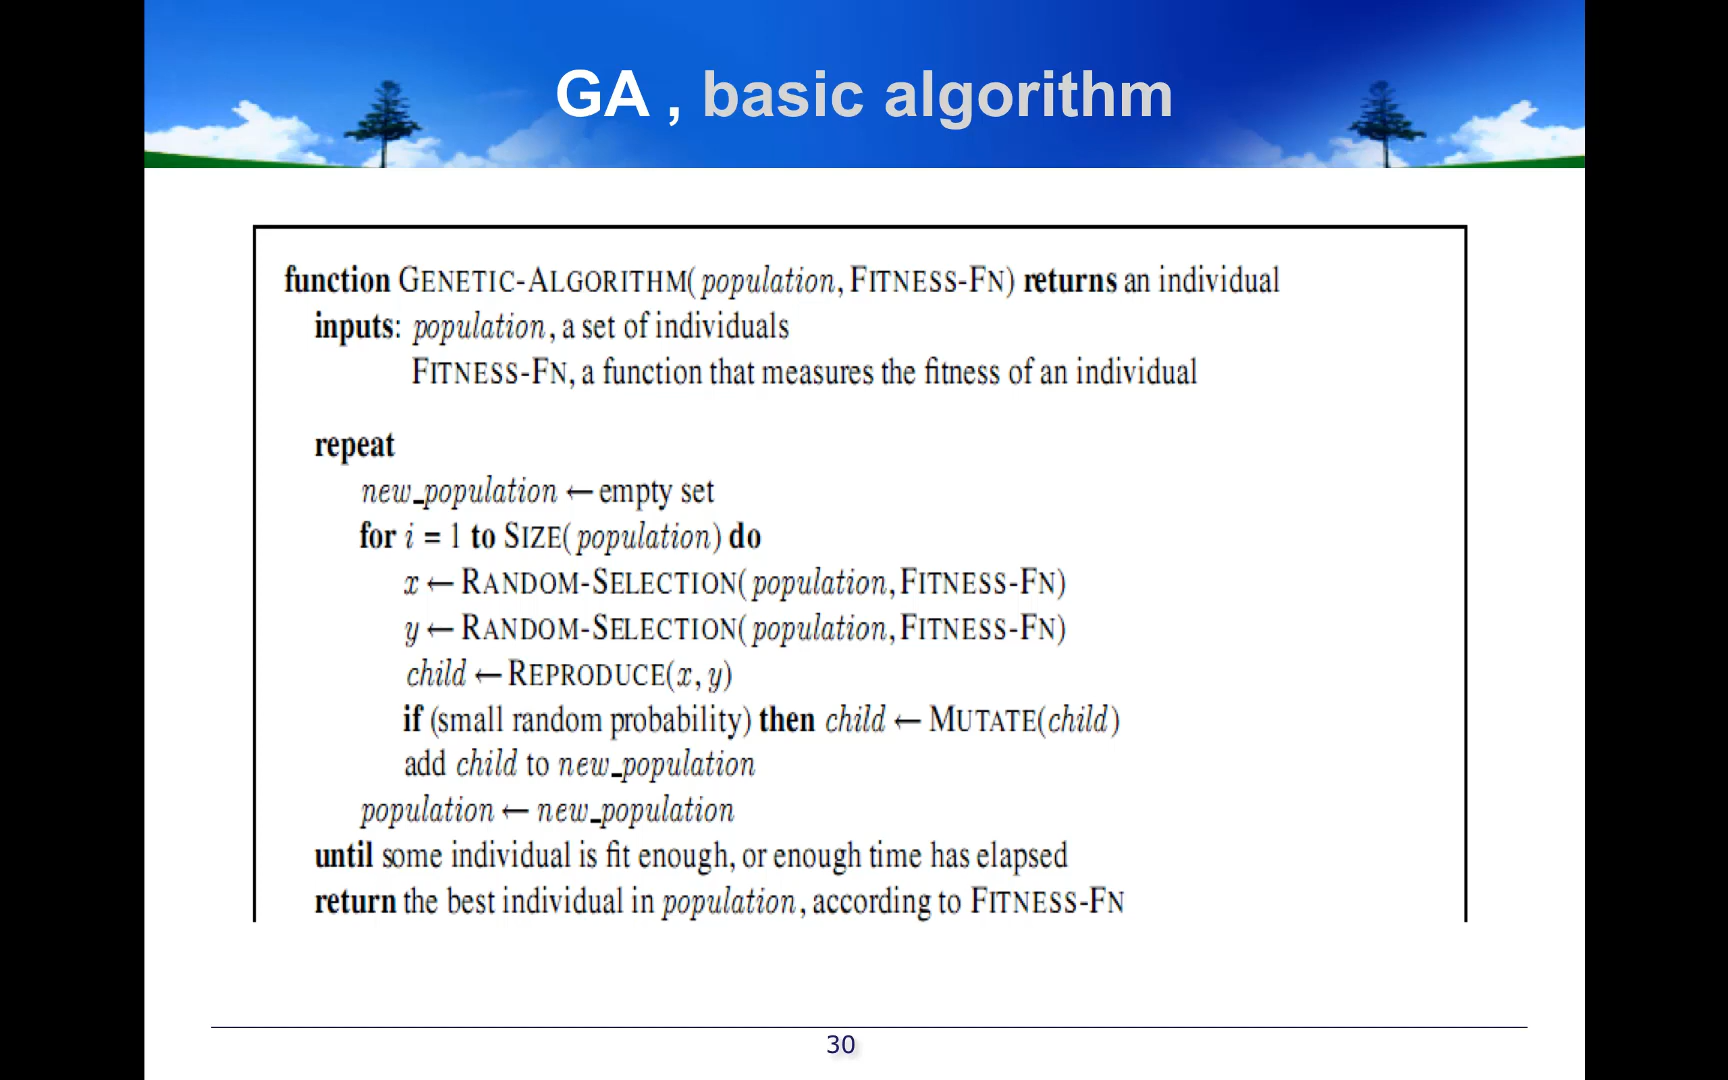 GA , basic algorithm
function GENETIC-ALGORITHM(population, FITNESS-FN) returns an individual
inputs: population, a set of individuals
FITNESS-FN, a function that measures the fitness of an individual
repeat
new_population ← empty set
for i = 1 to SIZE(population) do
x ← RANDOM-SELECTION(population, FITNESS-FN)
y ← RANDOM-SELECTION(population, FITNESS-FN)
child ← REPRODUCE(x, y)
if (small random probability) then child ← MUTATE(child)
add child to new_population
population ← new_population
until some individual is fit enough, or enough time has elapsed
return the best individual in population, according to FITNESS-FN
30